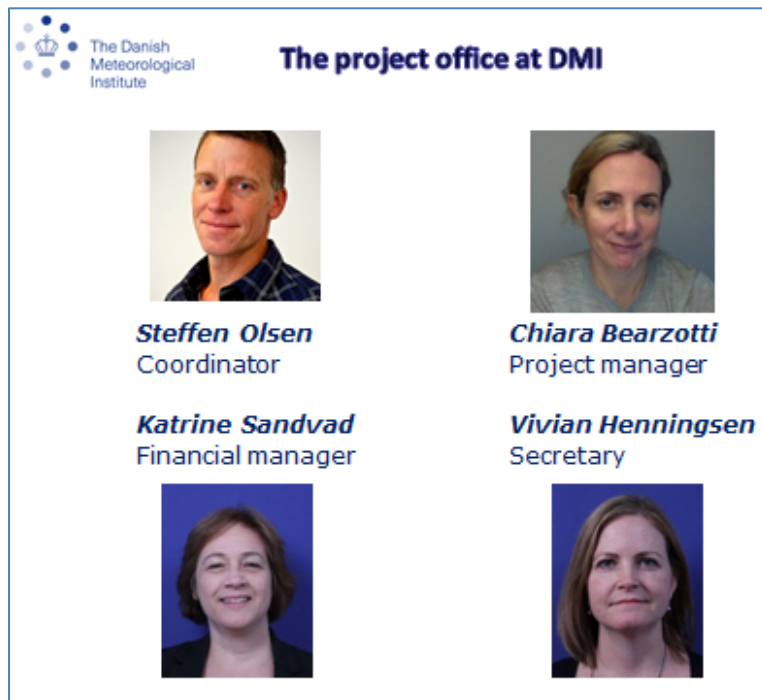 The Danish
Meteorological
Institute
The project office at DMI
Steffen Olsen
Coordinator
Chiara Bearzotti
Project manager
Katrine Sandvad
Financial manager
Vivian Henningsen
Secretary